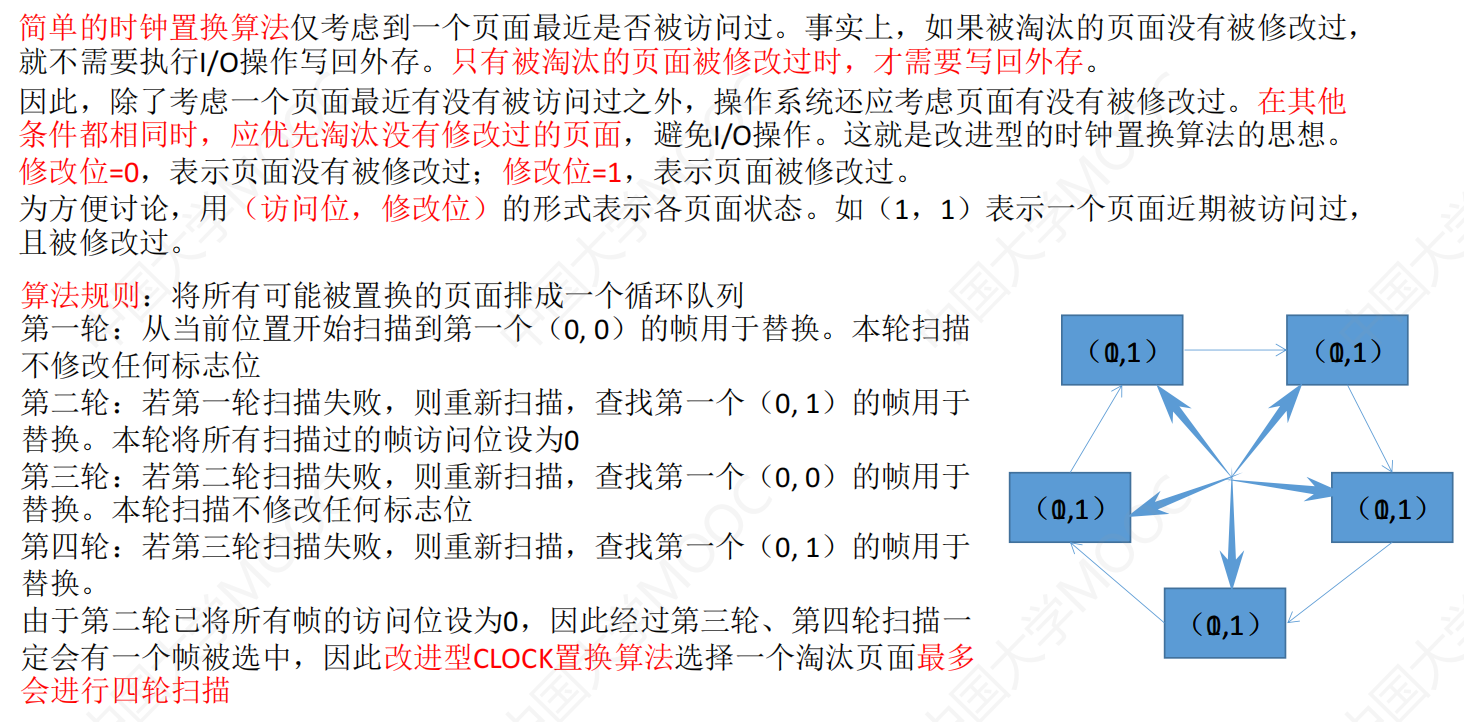 简单的时钟置换算法仅考虑到一个页面最近是否被访问过。事实上，如果被淘汰的页面没有被修改过，
就不需要执行I/O操作写回外存。只有被淘汰的页面被修改过时，才需要写回外存。
因此，除了考虑一个页面最近有没有被访问过之外，操作系统还应考虑页面有没有被修改过。在其他
条件都相同时，应优先淘汰没有修改过的页面，避免I/O操作。这就是改进型的时钟置换算法的思想。
修改位=0，表示页面没有被修改过；修改位=1，表示页面被修改过。
为方便讨论，用（访问位，修改位）的形式表示各页面状态。如（1，1）表示一个页面近期被访问过，
且被修改过。
算法规则：将所有可能被置换的页面排成一个循环队列
第一轮：从当前位置开始扫描到第一个（0, 0）的帧用于替换。本轮扫描
不修改任何标志位
第二轮：若第一轮扫描失败，则重新扫描，查找第一个（0, 1）的帧用于
替换。本轮将所有扫描过的帧访问位设为0
第三轮：若第二轮扫描失败，则重新扫描，查找第一个（0, 0）的帧用于
替换。本轮扫描不修改任何标志位
第四轮：若第三轮扫描失败，则重新扫描，查找第一个（0, 1）的帧用于
替换。
由于第二轮已将所有帧的访问位设为0，因此经过第三轮、第四轮扫描一
定会有一个帧被选中，因此改进型CLOCK置换算法选择一个淘汰页面最多
会进行四轮扫描
中国大学MOOC